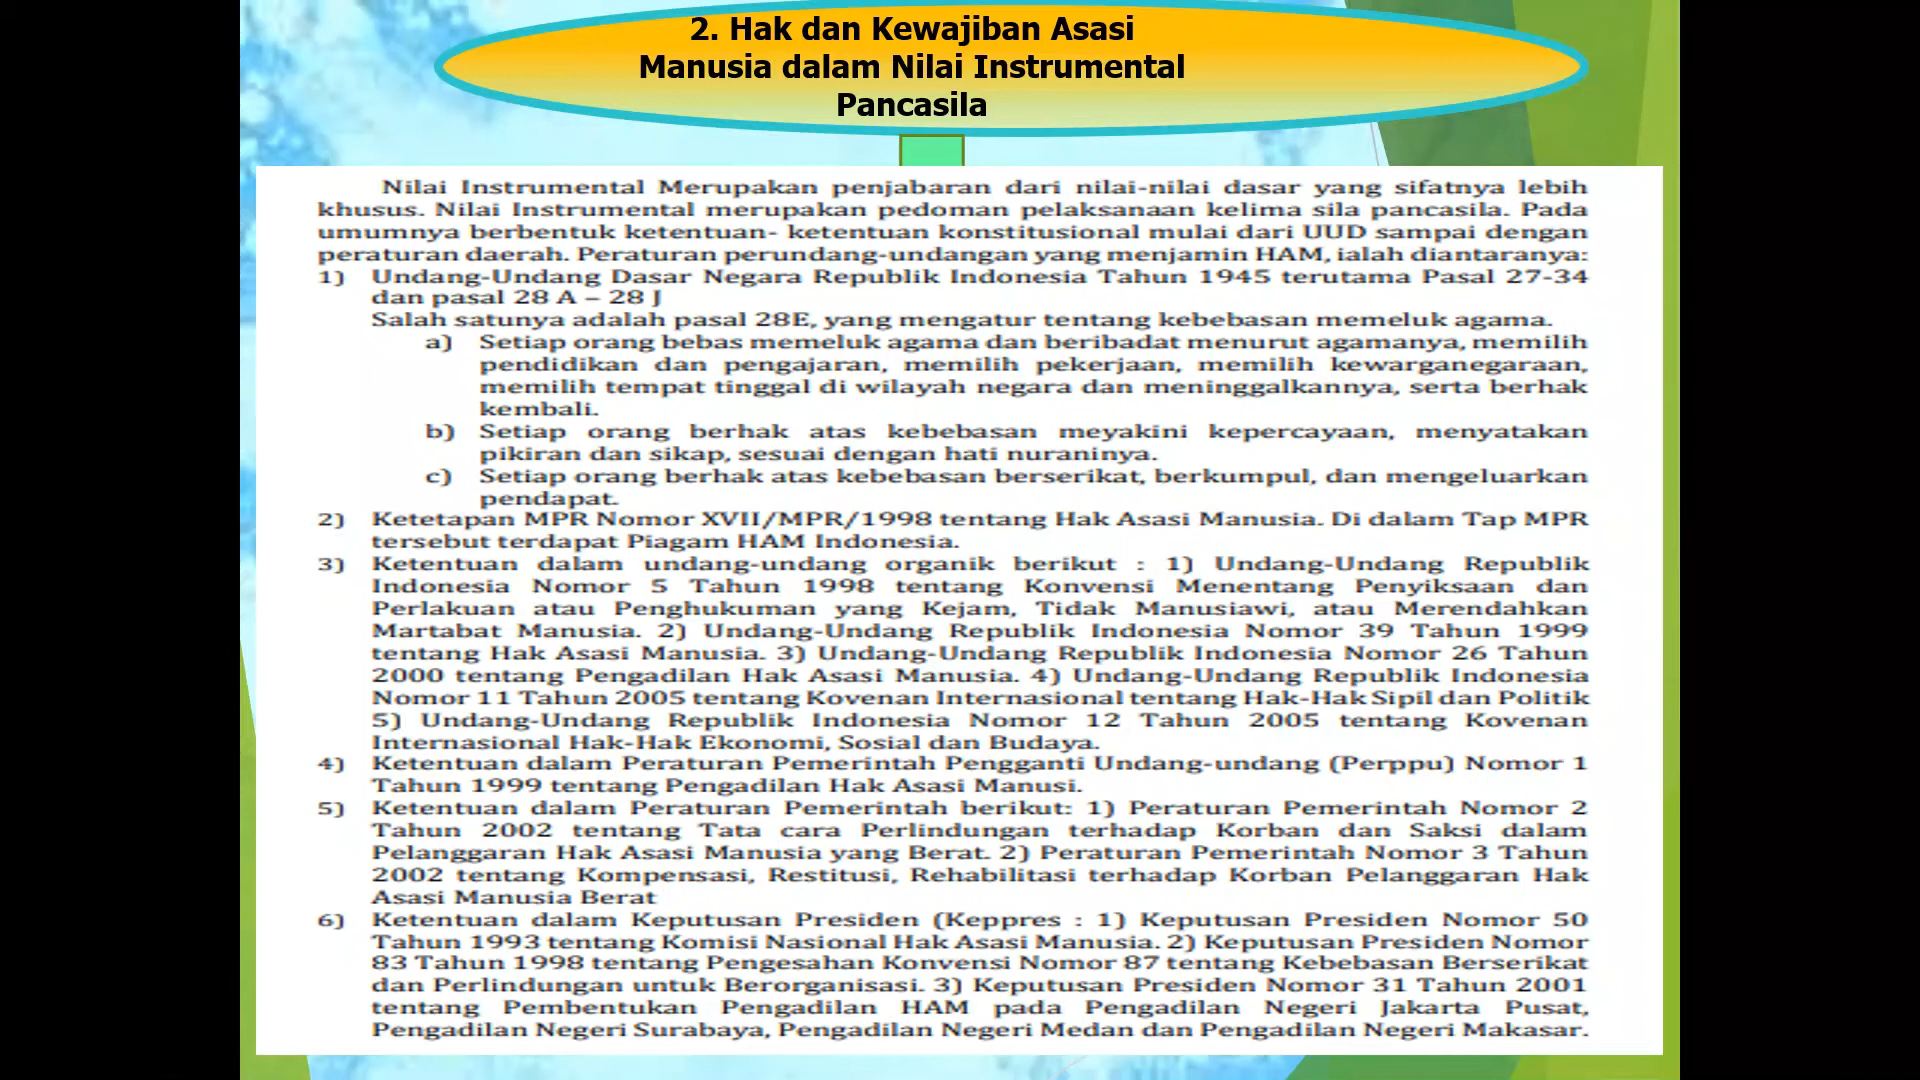 2. Hak dan Kewajiban Asasi
Manusia dalam Nilai Instrumental
Pancasila
Nilai Instrumental Merupakan penjabaran dari nilai-nilai dasar yang sifatnya lebih
khusus. Nilai Instrumental merupakan pedoman pelaksanaan kelima sila pancasila. Pada
umumnya berbentuk ketentuan- ketentuan konstitusional mulai dari UUD sampai dengan
peraturan daerah. Peraturan perundang-undangan yang menjamin HAM, ialah diantaranya:
1) Undang-Undang Dasar Negara Republik Indonesia Tahun 1945 terutama Pasal 27-34
dan pasal 28 A – 28 J
Salah satunya adalah pasal 28E, yang mengatur tentang kebebasan memeluk agama.
a) Setiap orang bebas memeluk agama dan beribadat menurut agamanya, memilih
pendidikan dan pengajaran, memilih pekerjaan, memilih kewarganegaraan,
memilih tempat tinggal di wilayah negara dan meninggalkannya, serta berhak
kembali.
b) Setiap orang berhak atas kebebasan meyakini kepercayaan, menyatakan
pikiran dan sikap, sesuai dengan hati nuraninya.
c) Setiap orang berhak atas kebebasan berserikat, berkumpul, dan mengeluarkan
pendapat.
2) Ketetapan MPR Nomor XVII/MPR/1998 tentang Hak Asasi Manusia. Di dalam Tap MPR
tersebut terdapat Piagam HAM Indonesia.
3) Ketentuan dalam undang-undang organik berikut : 1) Undang-Undang Republik
Indonesia Nomor 5 Tahun 1998 tentang Konvensi Menentang Penyiksaan dan
Perlakuan atau Penghukuman yang Kejam, Tidak Manusiawi, atau Merendahkan
Martabat Manusia. 2) Undang-Undang Republik Indonesia Nomor 39 Tahun 1999
tentang Hak Asasi Manusia. 3) Undang-Undang Republik Indonesia Nomor 26 Tahun
2000 tentang Pengadilan Hak Asasi Manusia. 4) Undang-Undang Republik Indonesia
Nomor 11 Tahun 2005 tentang Kovenan Internasional tentang Hak-Hak Sipil dan Politik
5) Undang-Undang Republik Indonesia Nomor 12 Tahun 2005 tentang Kovenan
Internasional Hak-Hak Ekonomi, Sosial dan Budaya.
4) Ketentuan dalam Peraturan Pemerintah Pengganti Undang-undang (Perppu) Nomor 1
Tahun 1999 tentang Pengadilan Hak Asasi Manusi.
5) Ketentuan dalam Peraturan Pemerintah berikut: 1) Peraturan Pemerintah Nomor 2
Tahun 2002 tentang Tata cara Perlindungan terhadap Korban dan Saksi dalam
Pelanggaran Hak Asasi Manusia yang Berat. 2) Peraturan Pemerintah Nomor 3 Tahun
2002 tentang Kompensasi, Restitusi, Rehabilitasi terhadap Korban Pelanggaran Hak
Asasi Manusia Berat
6) Ketentuan dalam Keputusan Presiden (Keppres : 1) Keputusan Presiden Nomor 50
Tahun 1993 tentang Komisi Nasional Hak Asasi Manusia. 2) Keputusan Presiden Nomor
83 Tahun 1998 tentang Pengesahan Konvensi Nomor 87 tentang Kebebasan Berserikat
dan Perlindungan untuk Berorganisasi. 3) Keputusan Presiden Nomor 31 Tahun 2001
tentang Pembentukan Pengadilan HAM pada Pengadilan Negeri Jakarta Pusat,
Pengadilan Negeri Surabaya, Pengadilan Negeri Medan dan Pengadilan Negeri Makasar.